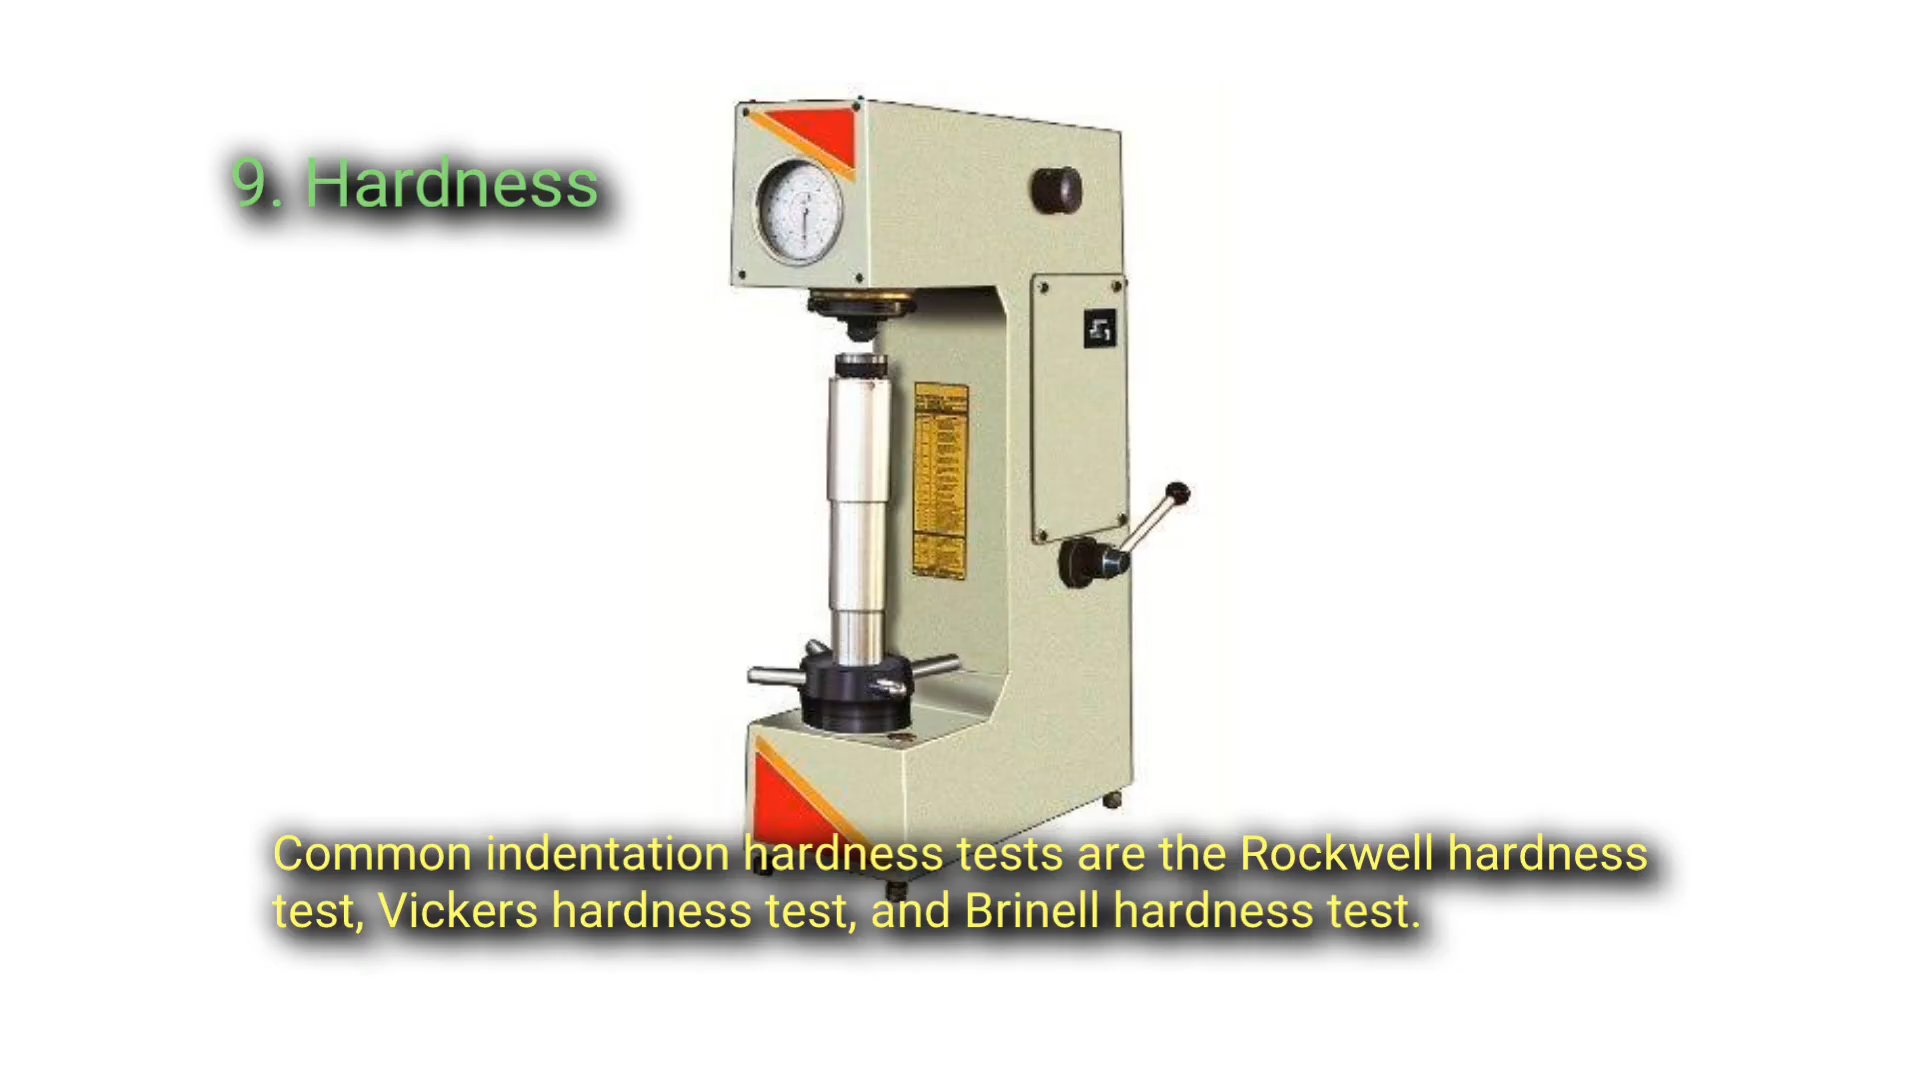 9. Hardness
Common indentation hardness tests are the Rockwell hardness
test, Vickers hardness test, and Brinell hardness test.